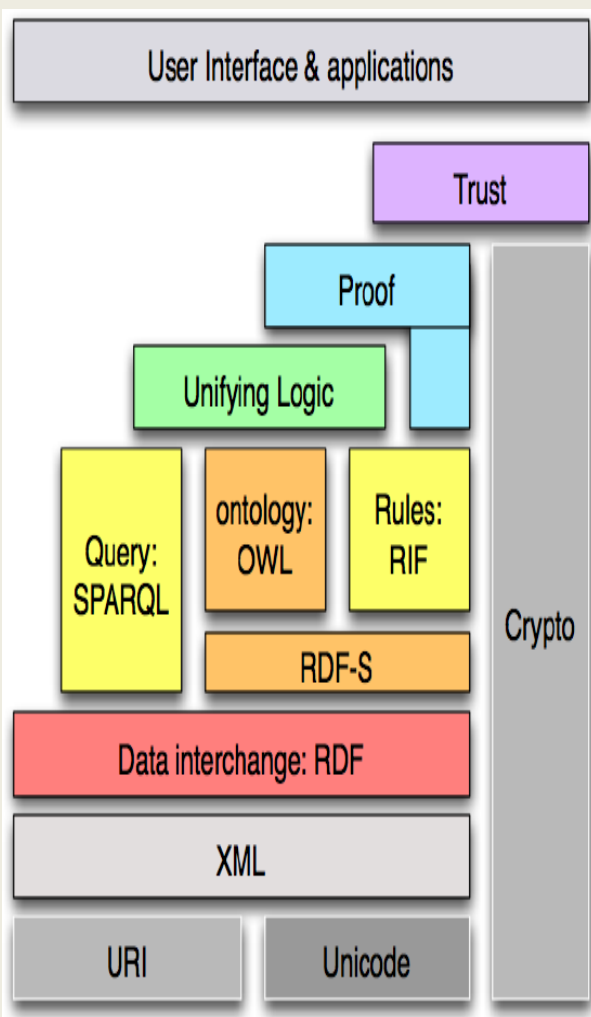 User Interface & applications
Trust
Proof
Unifying Logic
Query:
SPARQL
ontology:
OWL
Rules:
RIF
Crypto
RDF-S
Data interchange: RDF
XML
URI
Unicode